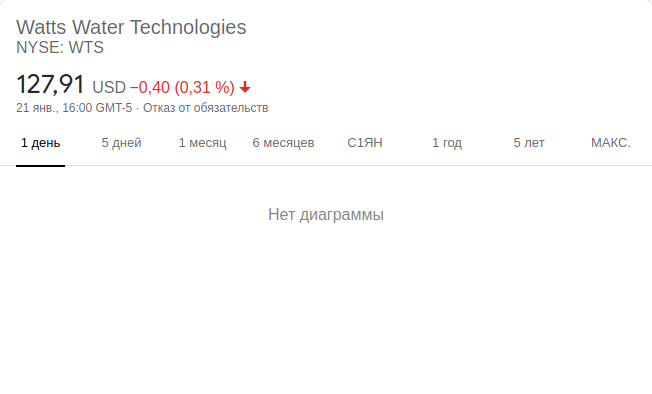 Watts Water Technologies
NYSE: WTS
127,91 USD −0,40 (0,31 %)
21 янв., 16:00 GMT-5 · Отказ от обязательств
1 день 5 дней 1 месяц 6 месяцев С1ЯН 1 год 5 лет МАКС.
Нет диаграммы